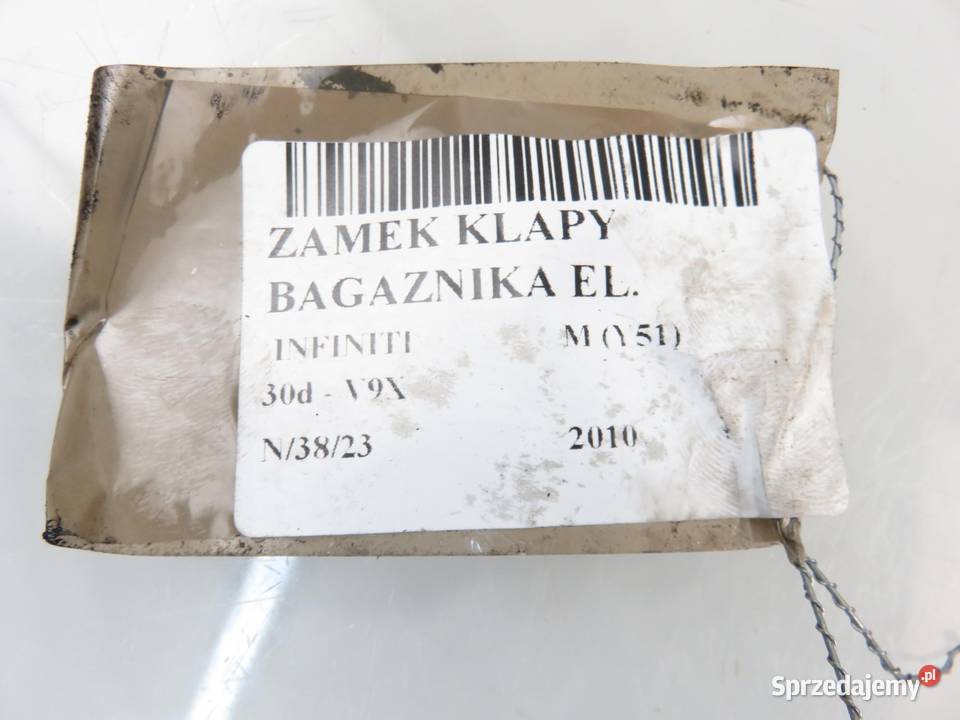 ZAMEK KLAPY
BAGAZNIKA EL.
INFINITI M (Y51)
30d - V9X
N/38/23 2010
Sprzedajemy.pl